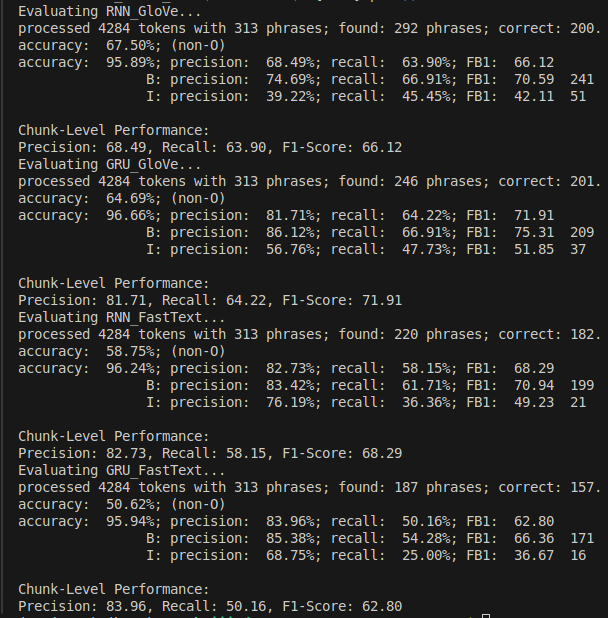 Evaluating RNN_GloVe...
processed 4284 tokens with 313 phrases; found: 292 phrases; correct: 200.
accuracy:  67.50%; (non-O)
accuracy:  95.89%; precision:  68.49%; recall:  63.90%; FB1:  66.12
                B: precision:  74.69%; recall:  66.91%; FB1:  70.59  241
                I: precision:  39.22%; recall:  45.45%; FB1:  42.11  51

Chunk-Level Performance:
Precision: 68.49, Recall: 63.90, F1-Score: 66.12
Evaluating GRU_GloVe...
processed 4284 tokens with 313 phrases; found: 246 phrases; correct: 201.
accuracy:  64.69%; (non-O)
accuracy:  96.66%; precision:  81.71%; recall:  64.22%; FB1:  71.91
                B: precision:  86.12%; recall:  66.91%; FB1:  75.31  209
                I: precision:  56.76%; recall:  47.73%; FB1:  51.85  37

Chunk-Level Performance:
Precision: 81.71, Recall: 64.22, F1-Score: 71.91
Evaluating RNN_FastText...
processed 4284 tokens with 313 phrases; found: 220 phrases; correct: 182.
accuracy:  58.75%; (non-O)
accuracy:  96.24%; precision:  82.73%; recall:  58.15%; FB1:  68.29
                B: precision:  83.42%; recall:  61.71%; FB1:  70.94  199
                I: precision:  76.19%; recall:  36.36%; FB1:  49.23  21

Chunk-Level Performance:
Precision: 82.73, Recall: 58.15, F1-Score: 68.29
Evaluating GRU_FastText...
processed 4284 tokens with 313 phrases; found: 187 phrases; correct: 157.
accuracy:  50.62%; (non-O)
accuracy:  95.94%; precision:  83.96%; recall:  50.16%; FB1:  62.80
                B: precision:  85.38%; recall:  54.28%; FB1:  66.36  171
                I: precision:  68.75%; recall:  25.00%; FB1:  36.67  16

Chunk-Level Performance:
Precision: 83.96, Recall: 50.16, F1-Score: 62.80